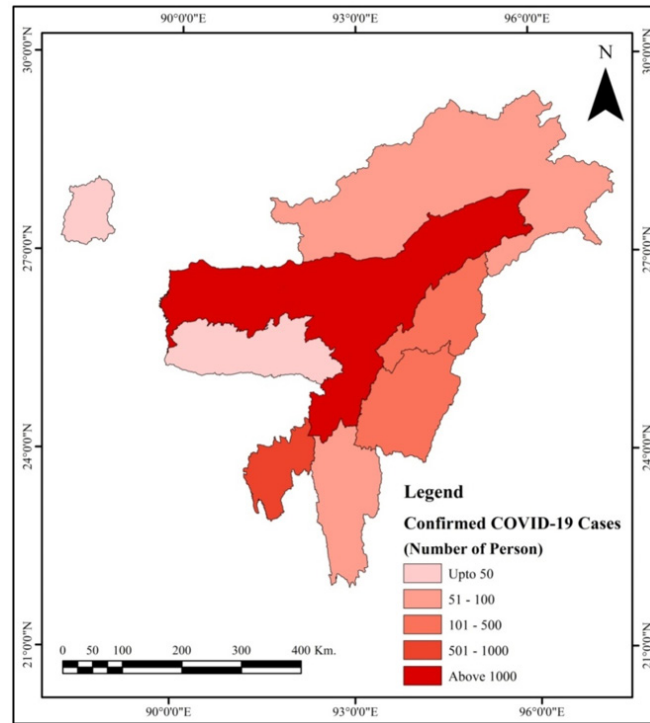 90°0'0"E 93°0'0"E 96°0'0"E
30°0'0"N 30°0'0"N
N
27°0'0"N 27°0'0"N
24°0'0"N 24°0'0"N
Legend
Confirmed COVID-19 Cases
(Number of Person)
Upto 50
51 - 100
101 - 500
501 - 1000
Above 1000
0 50 100 200 300 400 Km.
21°0'0"N 21°0'0"N
90°0'0"E 93°0'0"E 96°0'0"E